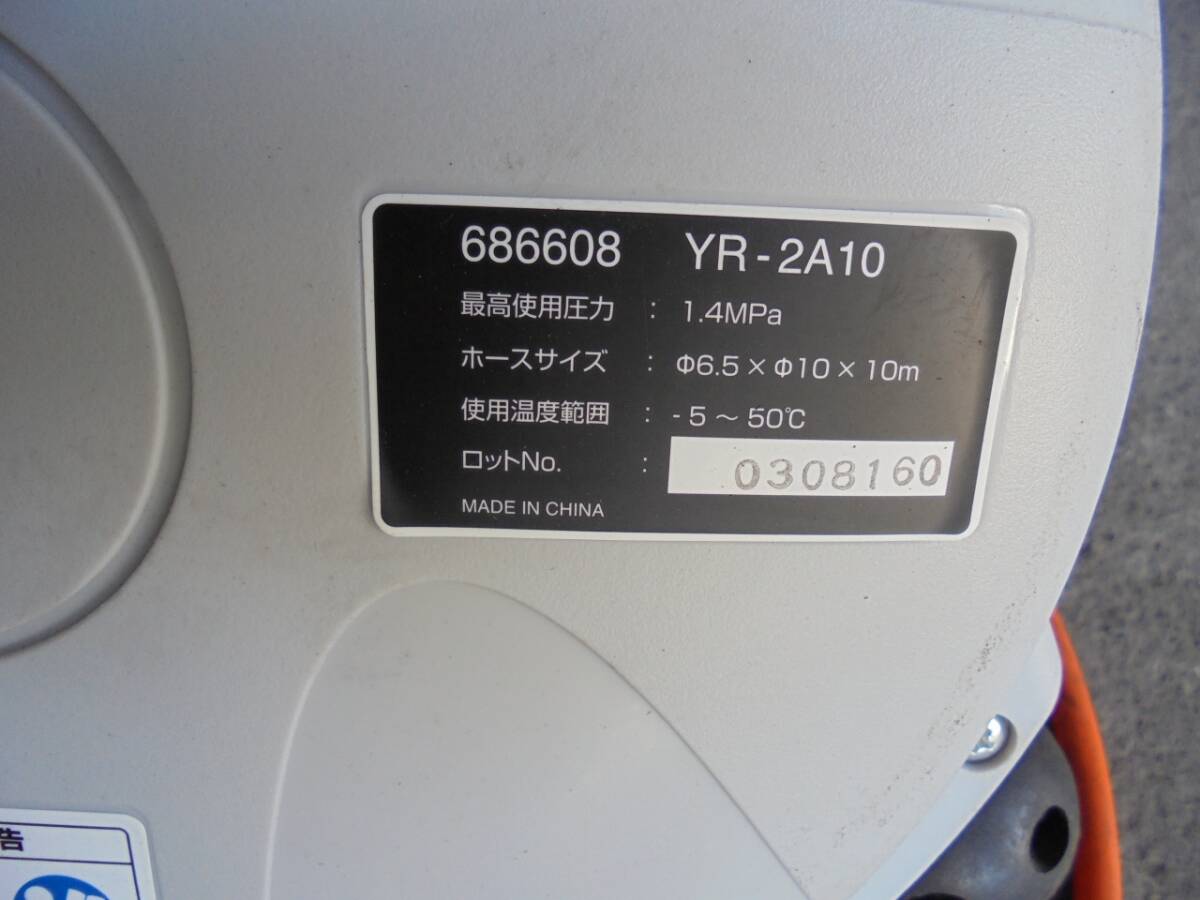 686608 YR-2A10
最高使用圧力 : 1.4MPa
ホースサイズ : Φ6.5×Φ10×10m
使用温度範囲 : -5～50℃
ロットNo. : 0308160
MADE IN CHINA
告